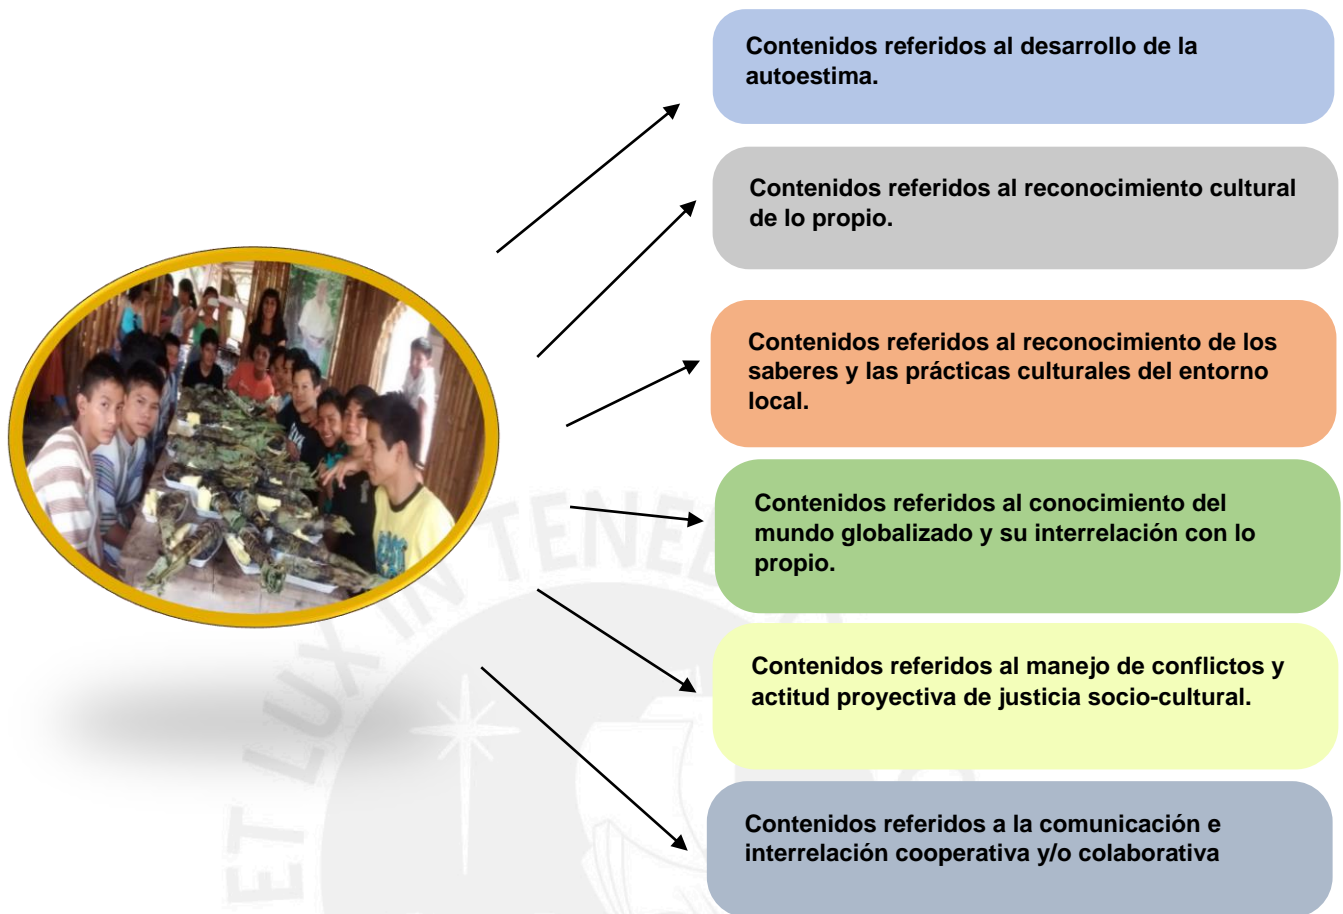 Contenidos referidos al desarrollo de la
autoestima.
Contenidos referidos al reconocimiento cultural
de lo propio.
Contenidos referidos al reconocimiento de los
saberes y las prácticas culturales del entorno
local.
Contenidos referidos al conocimiento del
mundo globalizado y su interrelación con lo
propio.
Contenidos referidos al manejo de conflictos y
actitud proyectiva de justicia socio-cultural.
Contenidos referidos a la comunicación e
interrelación cooperativa y/o colaborativa
ET LUX IN